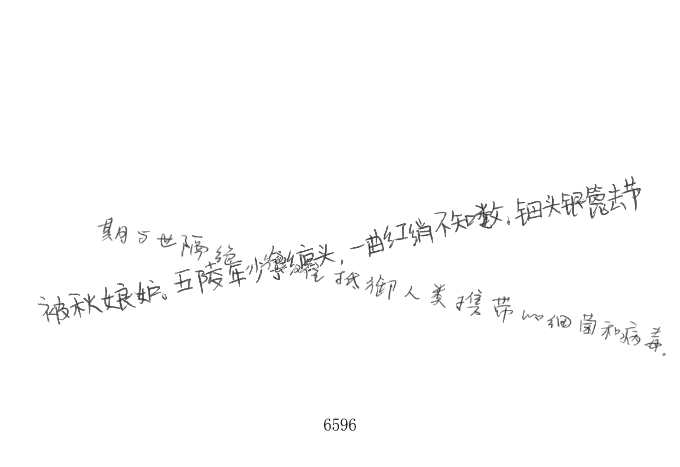 期与世隔绝 抵御人类携带的细菌和病毒.
被秋娘妒。五陵年少争缠头,一曲红绡不知数。钿头银篦击节
6596